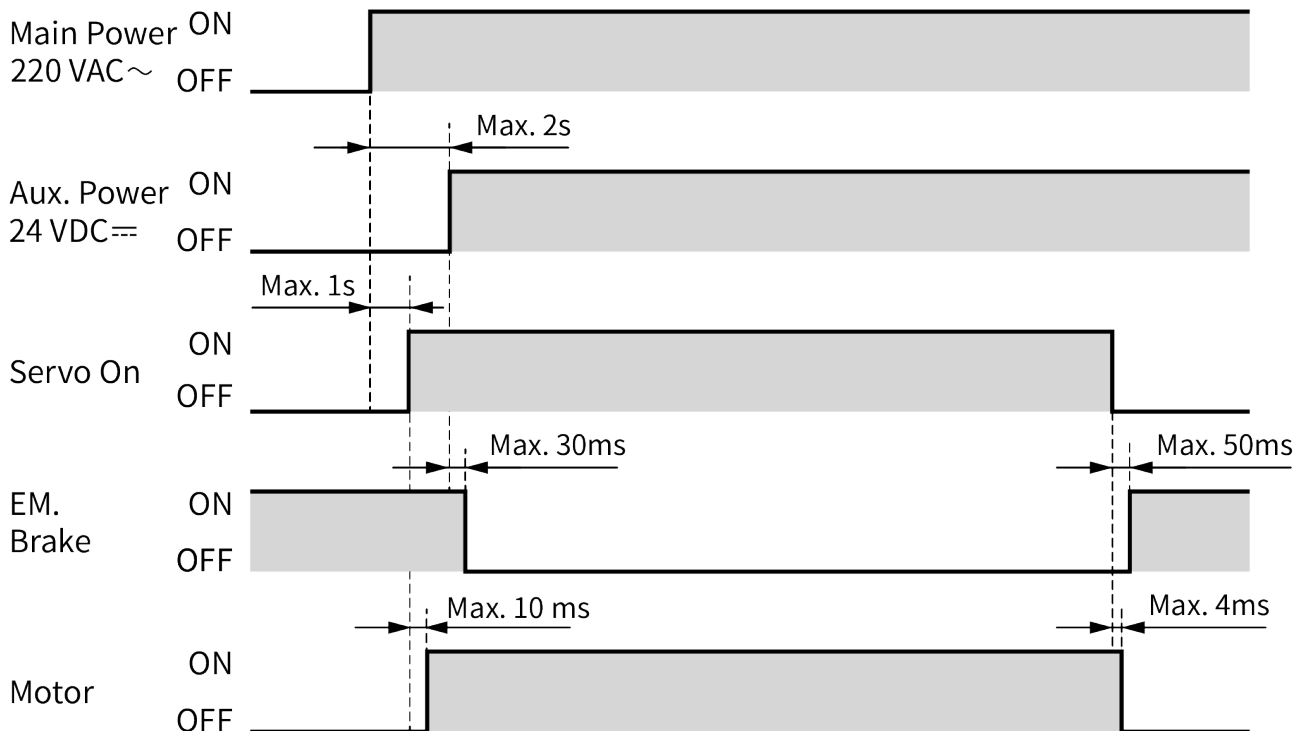 Main Power ON
220 VAC～ OFF
Max. 2s
Aux. Power ON
24 VDC⎓ OFF
Max. 1s
ON
Servo On
OFF
Max. 30ms Max. 50ms
EM. ON
Brake
OFF
Max. 10 ms Max. 4ms
ON
Motor
OFF